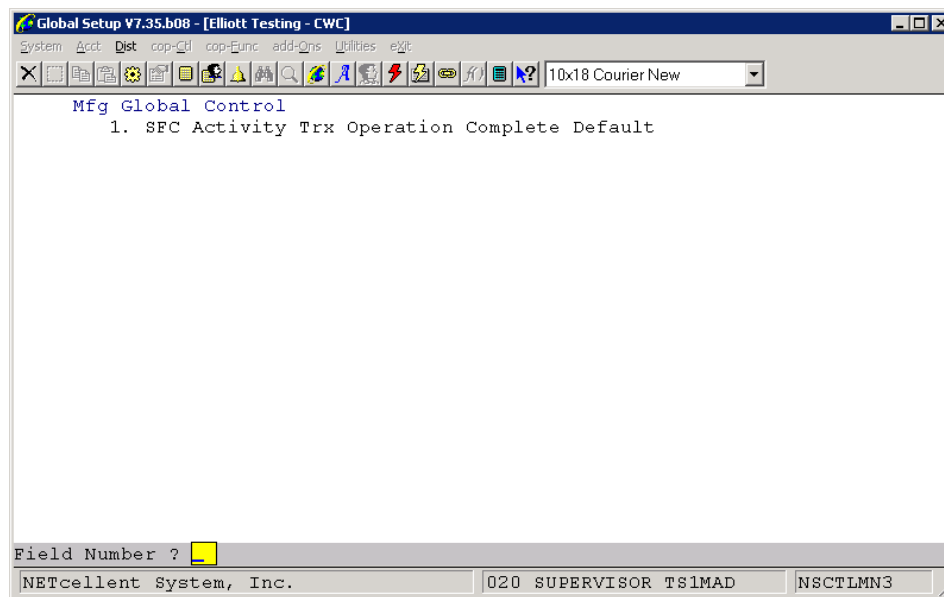 Global Setup V7.35.b08 - [Elliott Testing - CWC]
System Acct Dist cop-Ctl cop-Func add-Ons Utilities eXit
10x18 Courier New
Mfg Global Control
1. SFC Activity Trx Operation Complete Default
Field Number ?
NETcellent System, Inc. 020 SUPERVISOR TS1MAD NSCTLMN3